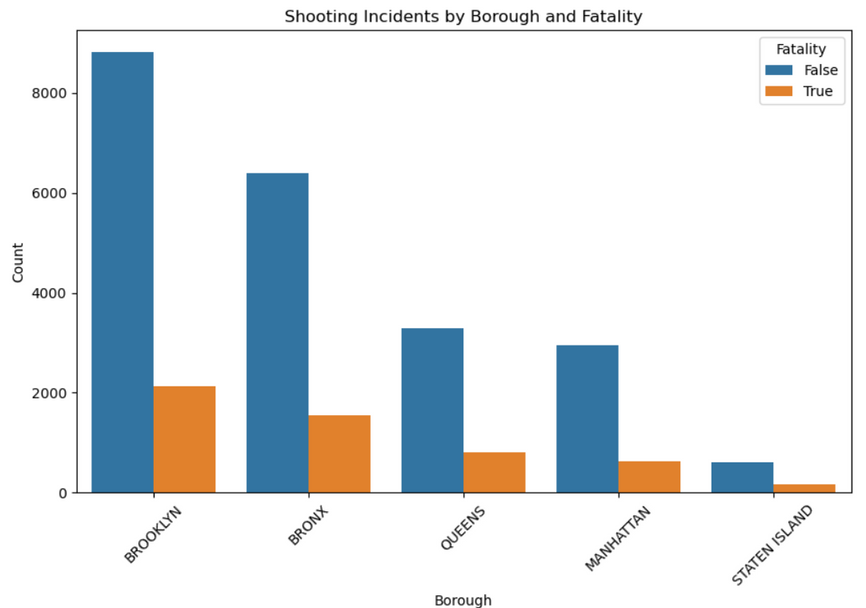 Shooting Incidents by Borough and Fatality
Fatality
False
True
Count
8000
6000
4000
2000
0
BROOKLYN
BRONX
QUEENS
MANHATTAN
STATEN ISLAND
Borough